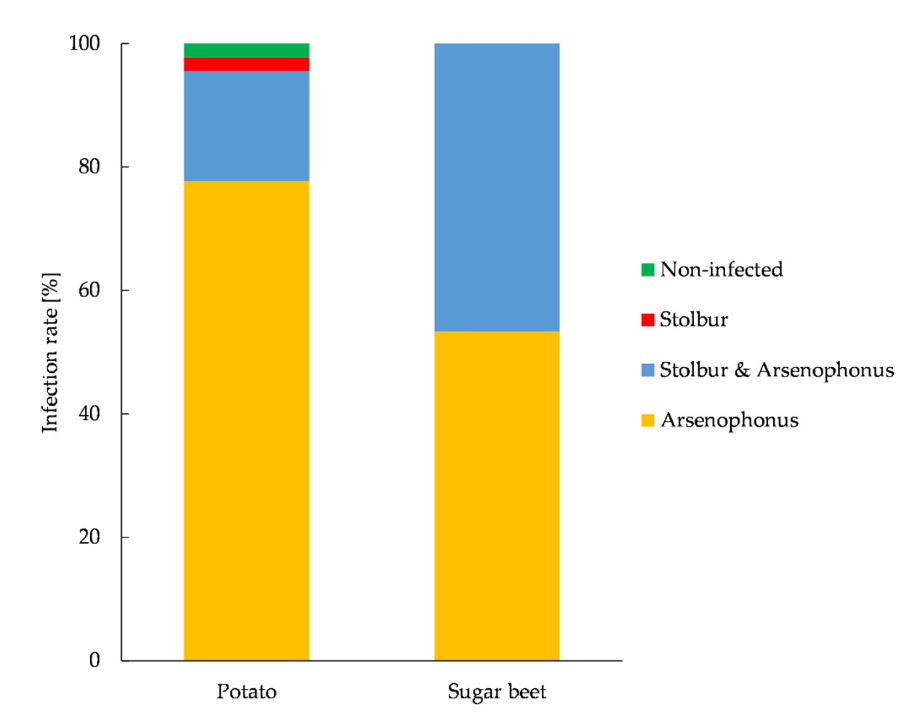 100
80
60
40
20
0
Infection rate [%]
Potato
Sugar beet
Non-infected
Stolbur
Stolbur & Arsenophonus
Arsenophonus